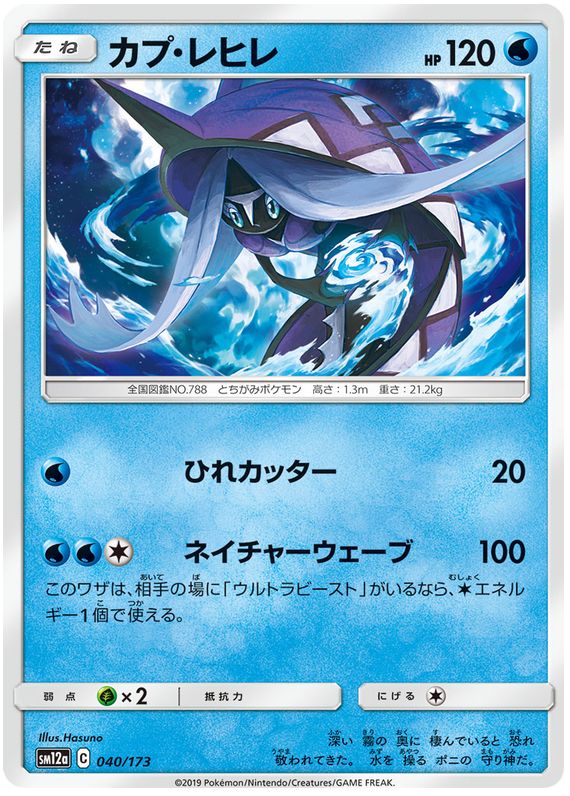 たね カプ・レヒレ HP 120
全国図鑑NO.788 とちがみポケモン 高さ:1.3m 重さ:21.2kg
ひれカッター 20
ネイチャーウェーブ 100
このワザは、相手の場に「ウルトラビースト」がいるなら、エネル
ギー1個で使える。
弱点 ×2 抵抗力 にげる
Illus.Hasuno
sm12a C 040/173
深い 霧の 奥に 棲んでいると 恐れ
敬われてきた。 水を 操る ポニの 守り神だ。
©2019 Pokémon/Nintendo/Creatures/GAME FREAK.